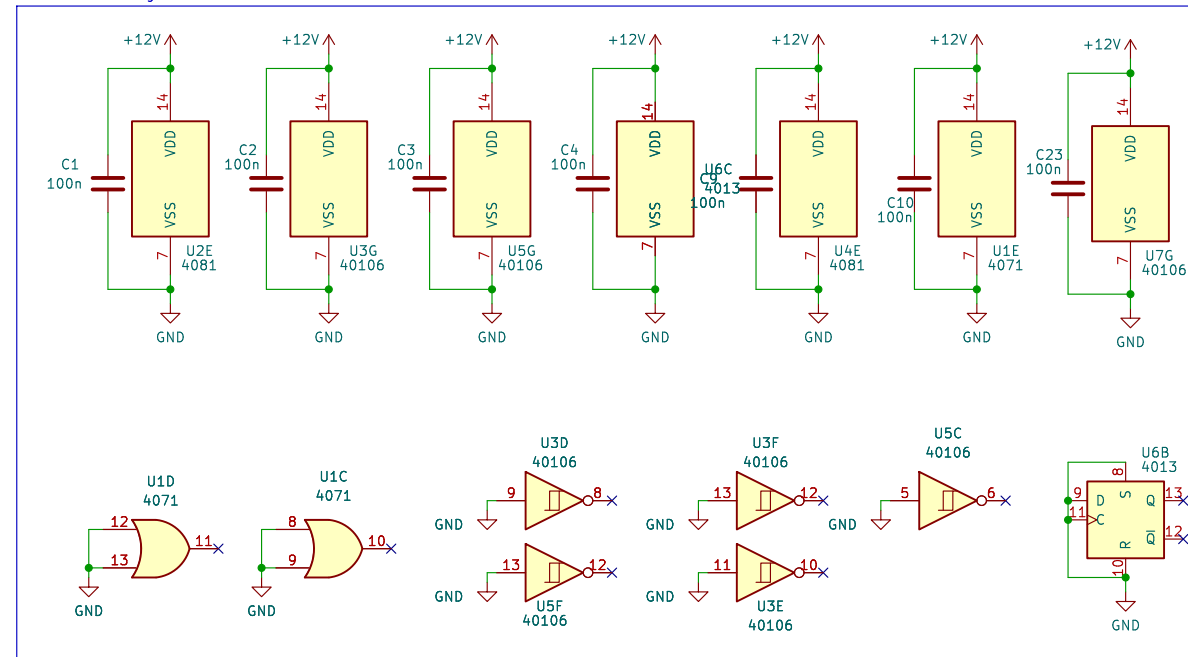 +12V +12V +12V +12V +12V +12V +12V
14 14 14 14 14 14 14
VDD VDD VDD VDD VDD VDD VDD
C1 100n
C2 100n
C3 100n
C4 100n
U6C 4013
C9 100n
C10 100n
C23 100n
VSS VSS VSS VSS VSS VSS VSS
7 7 7 7 7 7 7
U2E 4081
U3G 40106
U5G 40106
U4E 4081
U1E 4071
U7G 40106
GND GND GND GND GND GND GND
U1D
4071
12
13
11
GND
U1C
4071
8
9
10
GND
U3D
40106
9 8
GND
13 12
GND
U5F
40106
U3F
40106
13 12
GND
11 10
GND
U3E
40106
U5C
40106
5 6
GND
U6B
4013
8
S
9 D Q 13
11 C
Q 12
R
10
GND